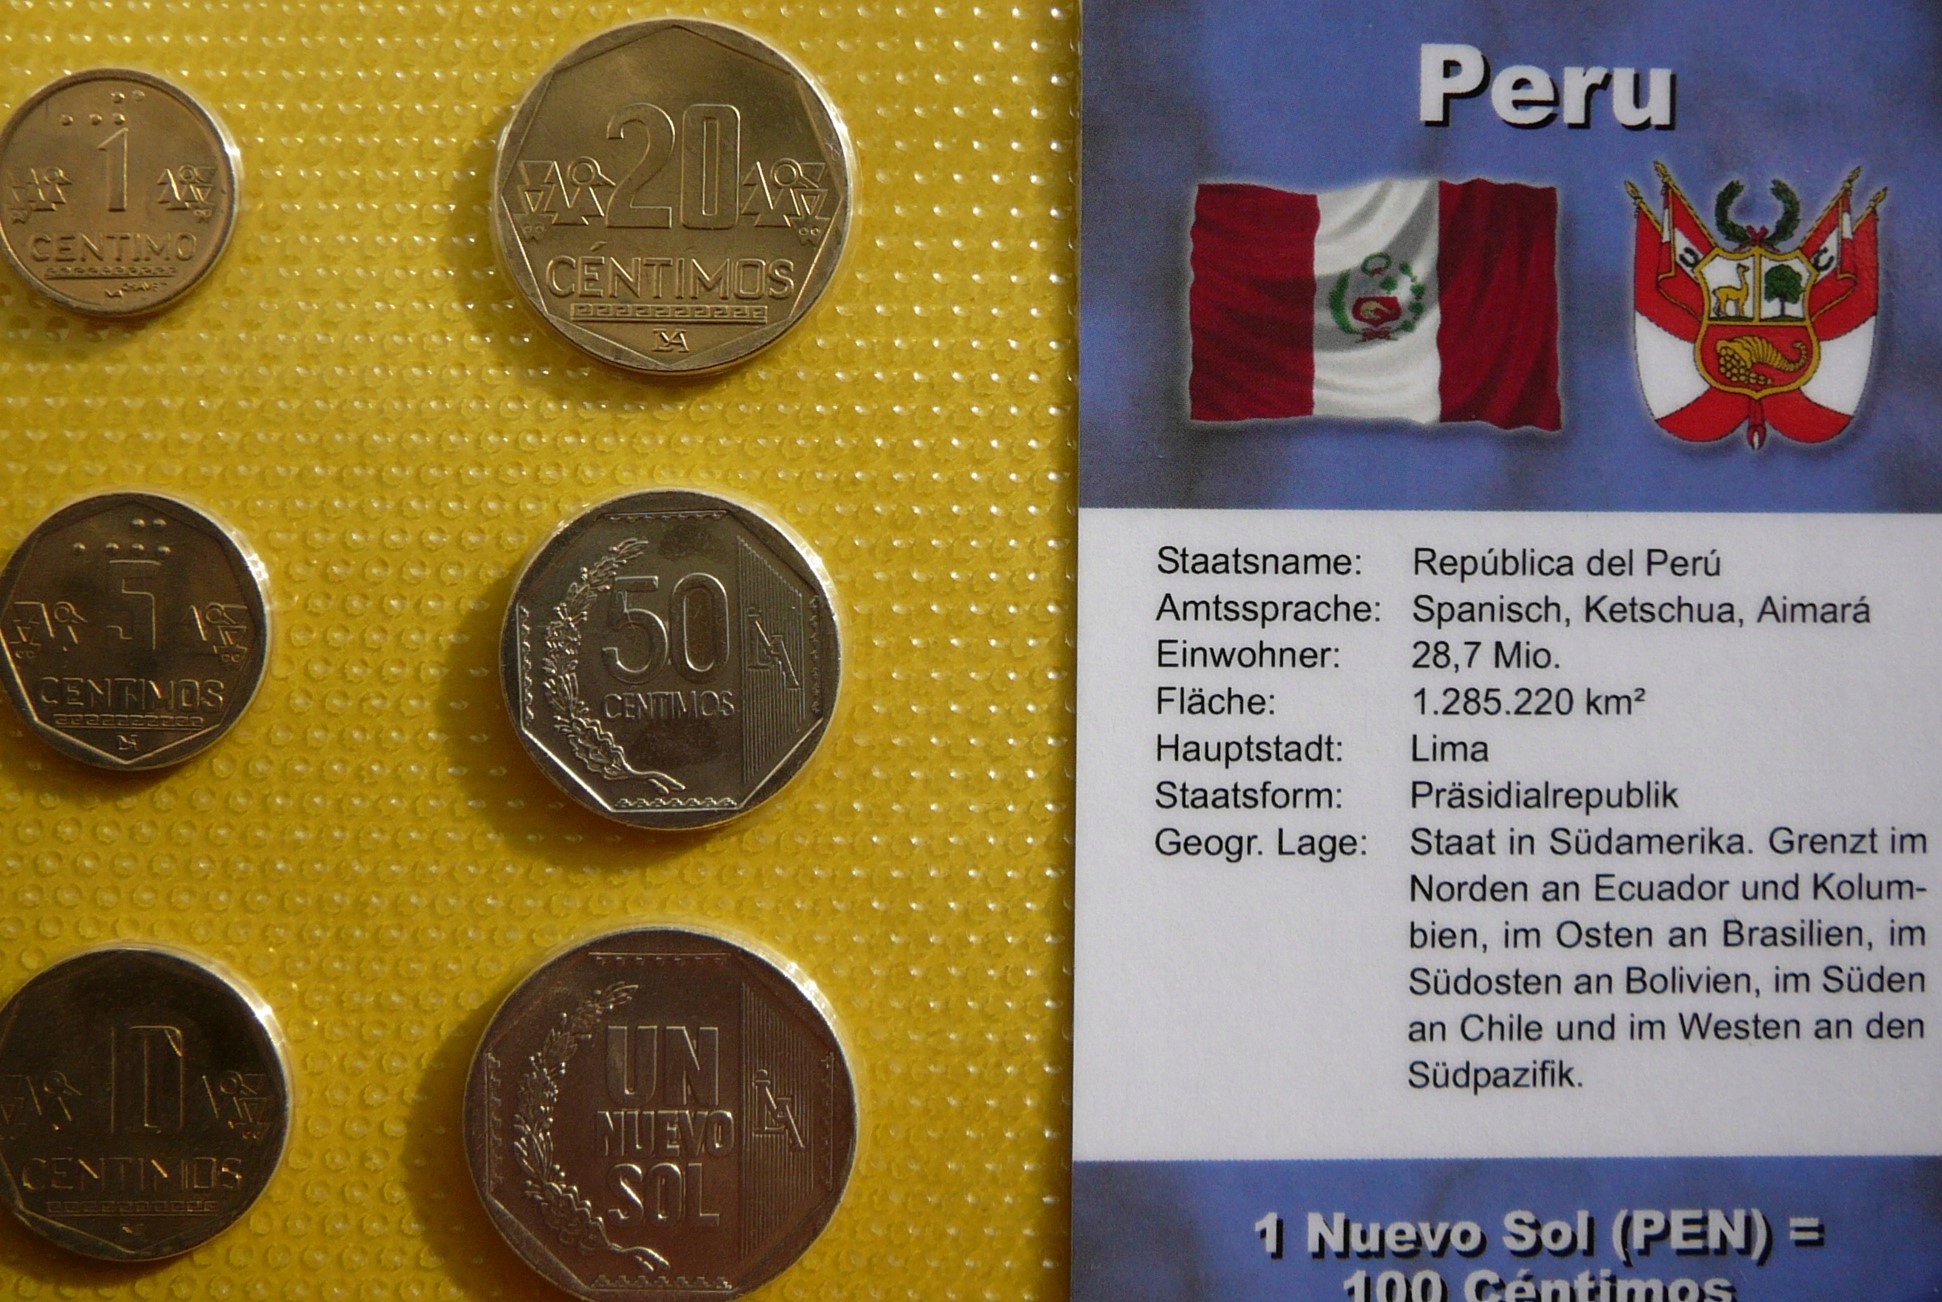 1
CENTIMO
CHAVEZ
20
CÉNTIMOS
5
CENTIMOS
50
CENTIMOS
10
CENTIMOS
UN
NUEVO
SOL
Peru
Staatsname: República del Perú
Amtssprache: Spanisch, Ketschua, Aimará
Einwohner: 28,7 Mio.
Fläche: 1.285.220 km²
Hauptstadt: Lima
Staatsform: Präsidialrepublik
Geogr. Lage: Staat in Südamerika. Grenzt im
Norden an Ecuador und Kolum-
bien, im Osten an Brasilien, im
Südosten an Bolivien, im Süden
an Chile und im Westen an den
Südpazifik.
1 Nuevo Sol (PEN) =
100 Céntimos